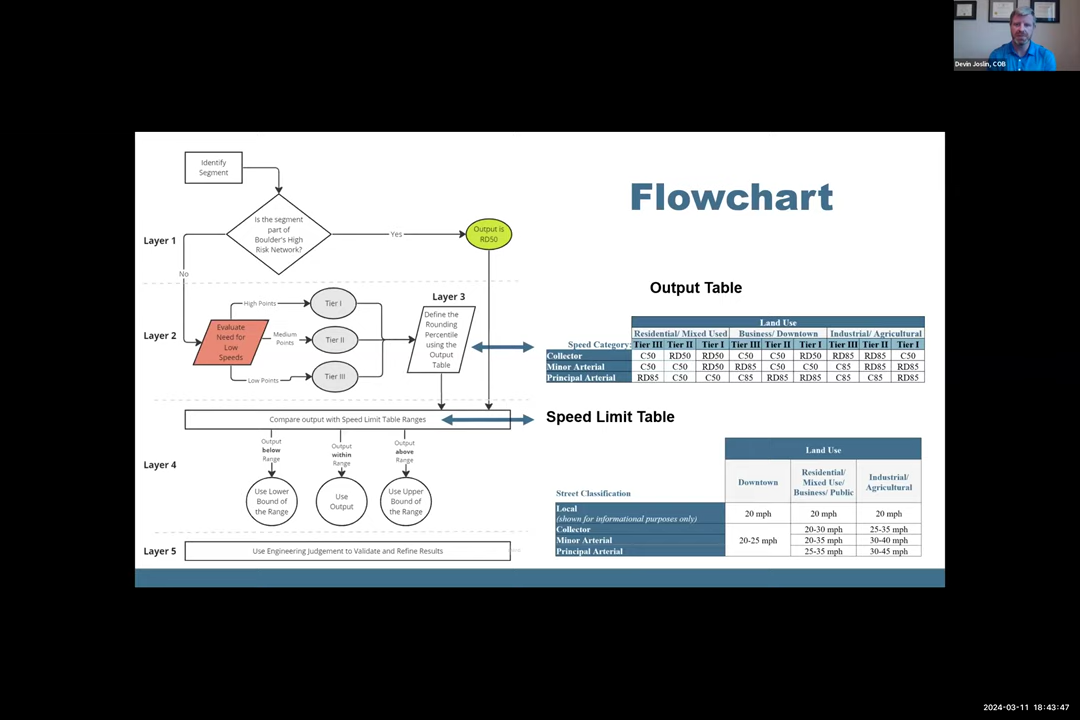 Devin Joslin, COB
Flowchart
Identify
Segment
Layer 1
Is the segment
part of
Boulder's High
Risk Network?
Yes
Output is
RD50
No
Layer 2
Evaluate
Need for
Low
Speeds
High Points
Medium
Points
Low Points
Tier I
Tier II
Tier III
Layer 3
Define the
Rounding
Percentile
using the
Output
Table
Compare output with Speed Limit Table Ranges
Layer 4
Output
below
Range
Output
within
Range
Output
above
Range
Use Lower
Bound of
the Range
Use
Output
Use Upper
Bound of
the Range
Layer 5
Use Engineering Judgement to Validate and Refine Results
Output Table
Land Use
Residential/ Mixed Used Business/ Downtown Industrial/ Agricultural
Speed Category: Tier III Tier II Tier I Tier III Tier II Tier I Tier III Tier II Tier I
Collector C50 RD50 RD50 C50 C50 RD50 RD85 RD85 C50
Minor Arterial C50 C50 RD50 RD85 C50 C50 C85 RD85 RD85
Principal Arterial RD85 C50 C50 C85 RD85 RD85 C85 C85 RD85
Speed Limit Table
Land Use
Street Classification
Downtown
Residential/
Mixed Use/
Business/ Public
Industrial/
Agricultural
Local
(shown for informational purposes only)
20 mph 20 mph 20 mph
Collector 20-30 mph 25-35 mph
Minor Arterial 20-25 mph 20-35 mph 30-40 mph
Principal Arterial 25-35 mph 30-45 mph
2024-03-11 18:43:47